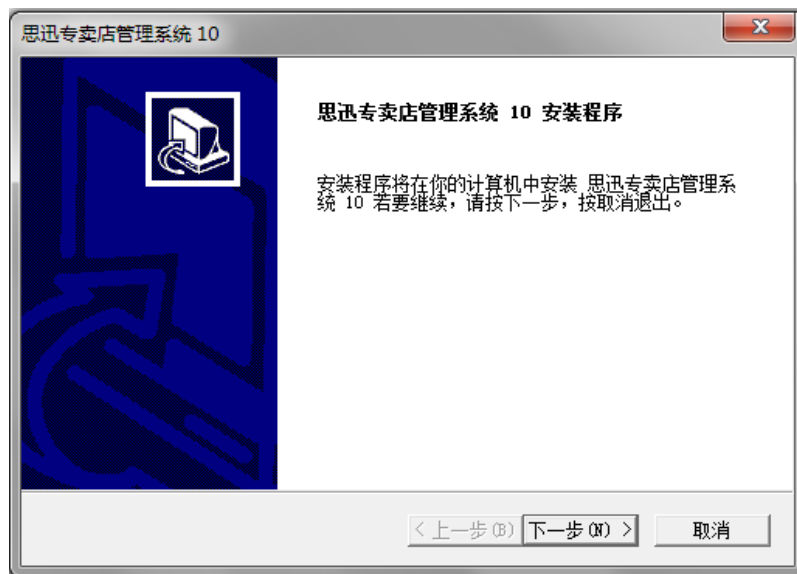 思迅专卖店管理系统 10
思迅专卖店管理系统 10 安装程序
安装程序将在你的计算机中安装 思迅专卖店管理系
统 10 若要继续，请按下一步，按取消退出。
< 上一步(B) 下一步(N) > 取消